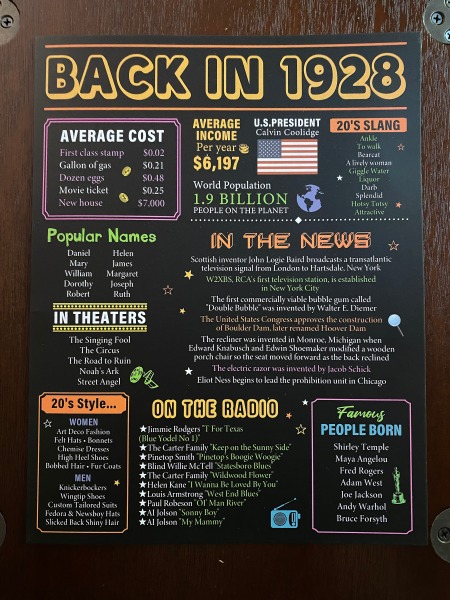 BACK IN 1928
AVERAGE COST
First class stamp $0.02
Gallon of gas $0.21
Dozen eggs $0.48
Movie ticket $0.25
New house $7,000
AVERAGE
INCOME
Per year
$6,197
U.S.PRESIDENT
Calvin Coolidge
World Population
1.9 BILLION
PEOPLE ON THE PLANET
20'S SLANG
Ankle
To walk
Bearcat
A lively woman
Giggle Water
Liquor
Darb
Splendid
Hotsy Totsy
Attractive
Popular Names
Daniel Helen
Mary James
William Margaret
Dorothy Joseph
Robert Ruth
IN THEATERS
The Singing Fool
The Circus
The Road to Ruin
Noah's Ark
Street Angel
IN THE NEWS
Scottish inventor John Logie Baird broadcasts a transatlantic
television signal from London to Hartsdale, New York
W2XBS, RCA's first television station, is established
in New York City
The first commercially viable bubble gum called
"Double Bubble" was invented by Walter E. Diemer
The United States Congress approves the construction
of Boulder Dam, later renamed Hoover Dam
The recliner was invented in Monroe, Michigan when
Edward Knabusch and Edwin Shoemaker modified a wooden
porch chair so the seat moved forward as the back reclined
The electric razor was invented by Jacob Schick
Eliot Ness begins to lead the prohibition unit in Chicago
20's Style...
WOMEN
Art Deco Fashion
Felt Hats • Bonnets
Chemise Dresses
High Heel Shoes
Bobbed Hair • Fur Coats
MEN
Knickerbockers
Wingtip Shoes
Custom Tailored Suits
Fedora & Newsboy Hats
Slicked Back Shiny Hair
ON THE RADIO
★Jimmie Rodgers "T For Texas
(Blue Yodel No 1)"
★The Carter Family "Keep on the Sunny Side"
★Pinetop Smith "Pinetop's Boogie Woogie"
★Blind Willie McTell "Statesboro Blues"
★The Carter Family "Wildwood Flower"
★Helen Kane "I Wanna Be Loved By You"
★Louis Armstrong "West End Blues"
★Paul Robeson "Ol' Man River"
★Al Jolson "Sonny Boy"
★Al Jolson "My Mammy"
Famous
PEOPLE BORN
Shirley Temple
Maya Angelou
Fred Rogers
Adam West
Joe Jackson
Andy Warhol
Bruce Forsyth